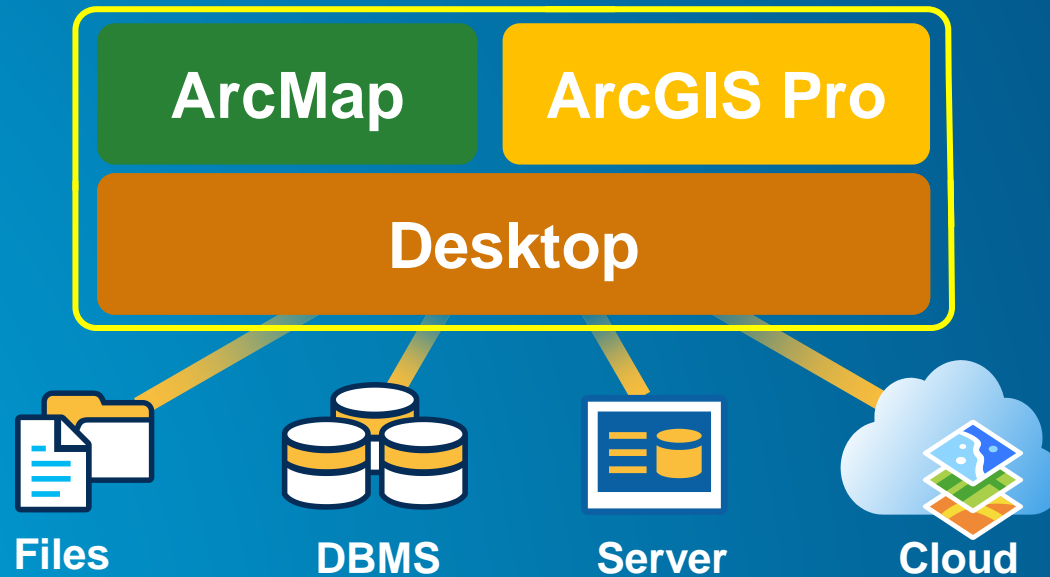 ArcMap
ArcGIS Pro
Desktop
Files
DBMS
Server
Cloud